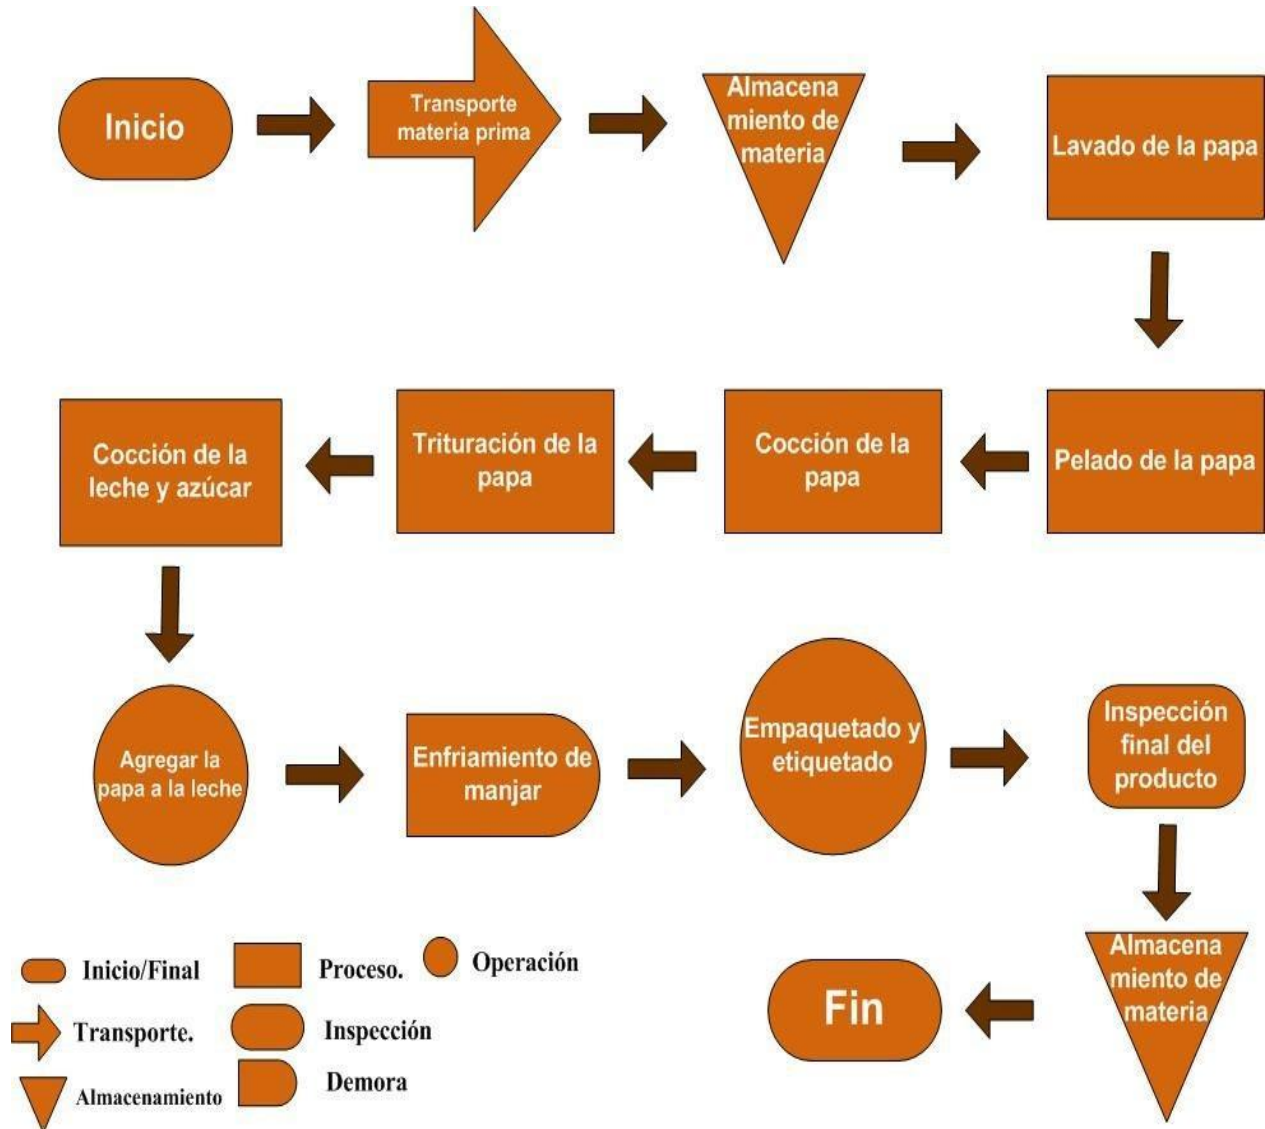 Inicio
Transporte
materia prima
Almacena
miento de
materia
Lavado de la papa
Pelado de la papa
Cocción de la
papa
Trituración de la
papa
Cocción de la
leche y azúcar
Agregar la
papa a la leche
Enfriamiento de
manjar
Empaquetado y
etiquetado
Inspección
final del
producto
Almacena
miento de
materia
Fin
Inicio/Final
Proceso.
Operación
Transporte.
Inspección
Almacenamiento
Demora